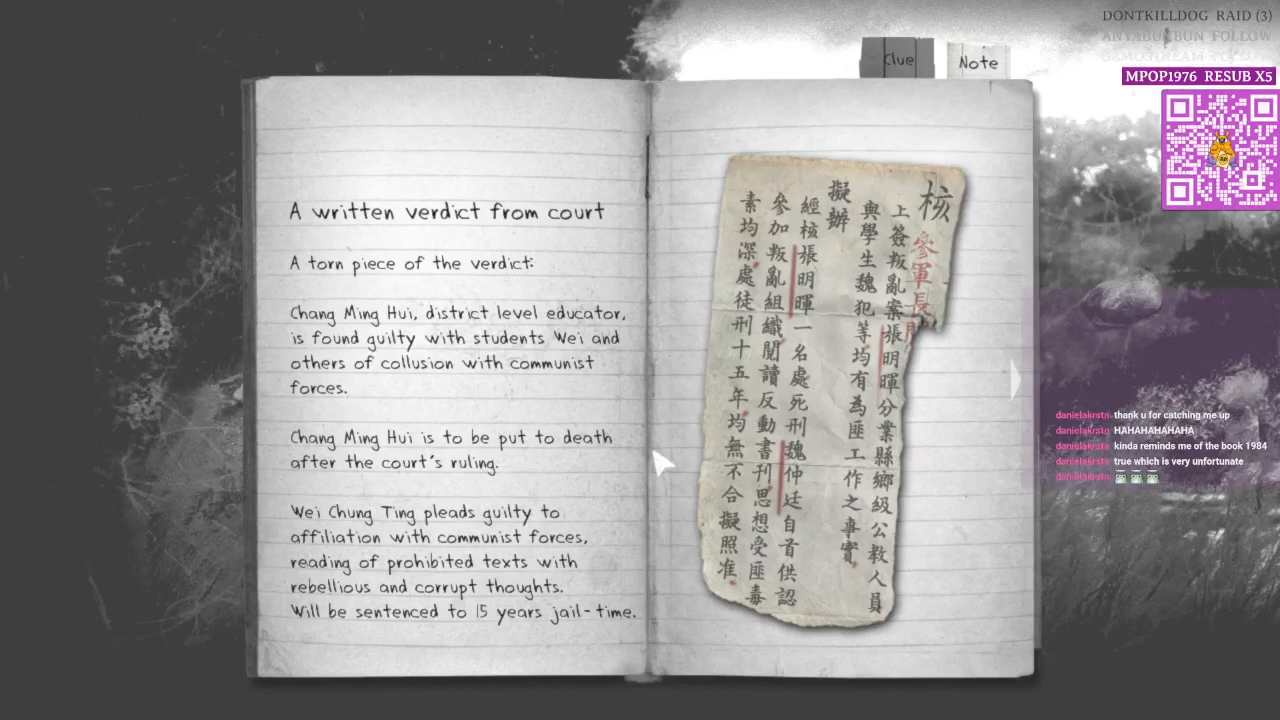 DONTKILLDOG RAID (3)
ANYABUNBUN FOLLOW
MPOP1976 RESUB X5
Clue
Note
A written verdict from court
A torn piece of the verdict:
Chang Ming Hui, district level educator,
is found guilty with students Wei and
others of collusion with communist
forces.
Chang Ming Hui is to be put to death
after the court's ruling.
Wei Chung Ting pleads guilty to
affiliation with communist forces,
reading of prohibited texts with
rebellious and corrupt thoughts.
Will be sentenced to 15 years jail-time.
核
參軍長
上簽叛亂案張明暉分業縣鄉級公教人員
與學生魏犯等均有為匪工作之事實
擬辦
經核張明暉一名處死刑魏仲廷自首供認
參加叛亂組織閱讀反動書刊思想受匪毒
素均深處徒刑十五年均無不合擬照准
danielakrstn thank u for catching me up
danielakrstn HAHAHAHAHAHA
danielakrstn kinda reminds me of the book 1984
danielakrstn true which is very unfortunate
danielakrstn